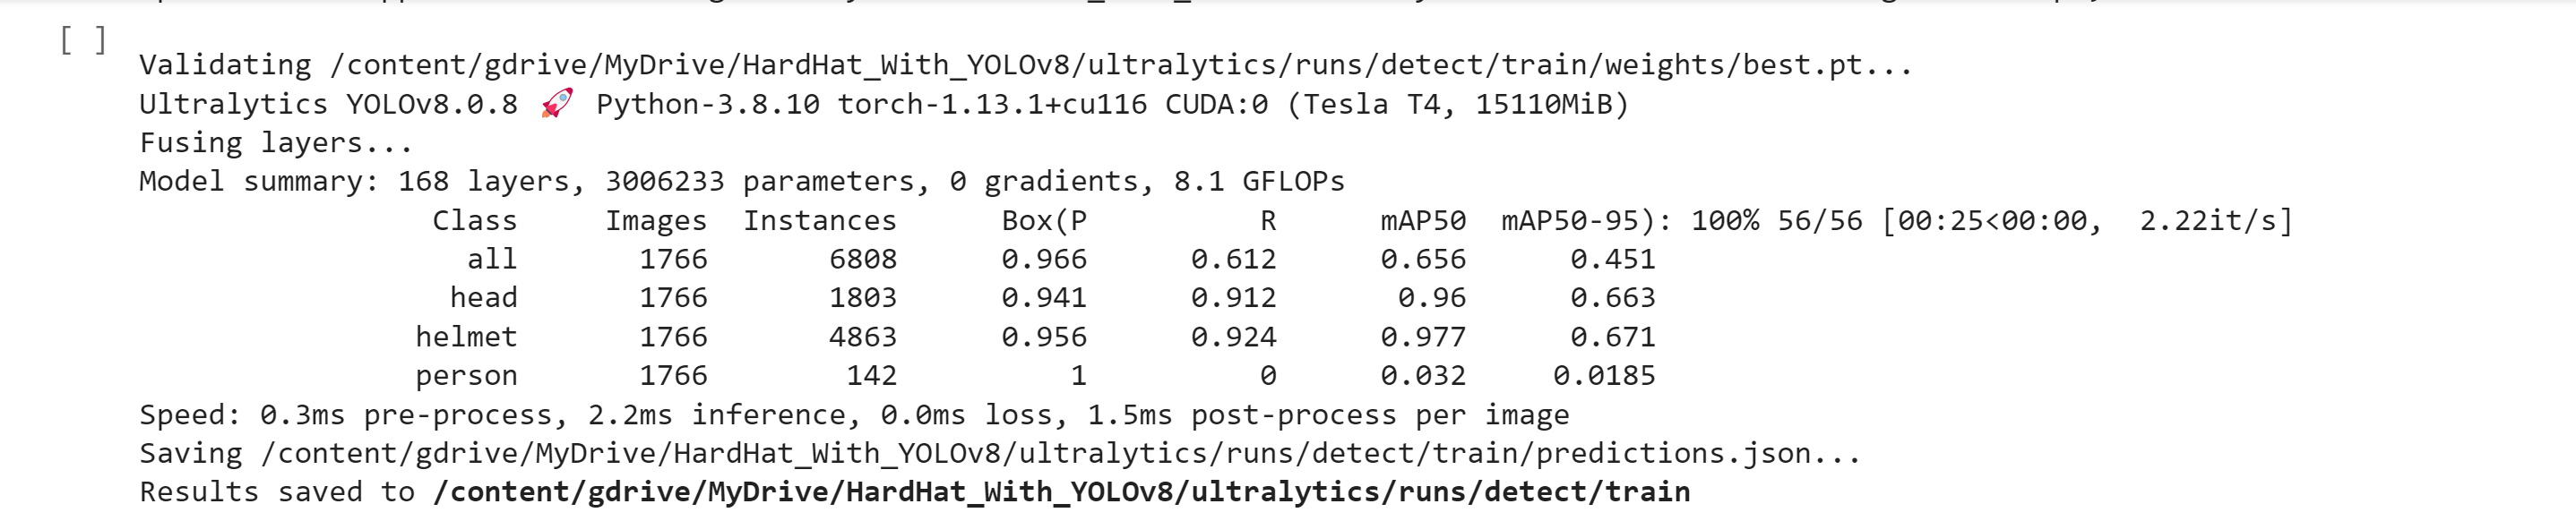 [ ]
Validating /content/gdrive/MyDrive/HardHat_With_YOLOv8/ultralytics/runs/detect/train/weights/best.pt...
Ultralytics YOLOv8.0.8 🚀 Python-3.8.10 torch-1.13.1+cu116 CUDA:0 (Tesla T4, 15110MiB)
Fusing layers...
Model summary: 168 layers, 3006233 parameters, 0 gradients, 8.1 GFLOPs
Class Images Instances Box(P R mAP50 mAP50-95): 100% 56/56 [00:25<00:00, 2.22it/s]
all 1766 6808 0.966 0.612 0.656 0.451
head 1766 1803 0.941 0.912 0.96 0.663
helmet 1766 4863 0.956 0.924 0.977 0.671
person 1766 142 1 0 0.032 0.0185
Speed: 0.3ms pre-process, 2.2ms inference, 0.0ms loss, 1.5ms post-process per image
Saving /content/gdrive/MyDrive/HardHat_With_YOLOv8/ultralytics/runs/detect/train/predictions.json...
Results saved to /content/gdrive/MyDrive/HardHat_With_YOLOv8/ultralytics/runs/detect/train